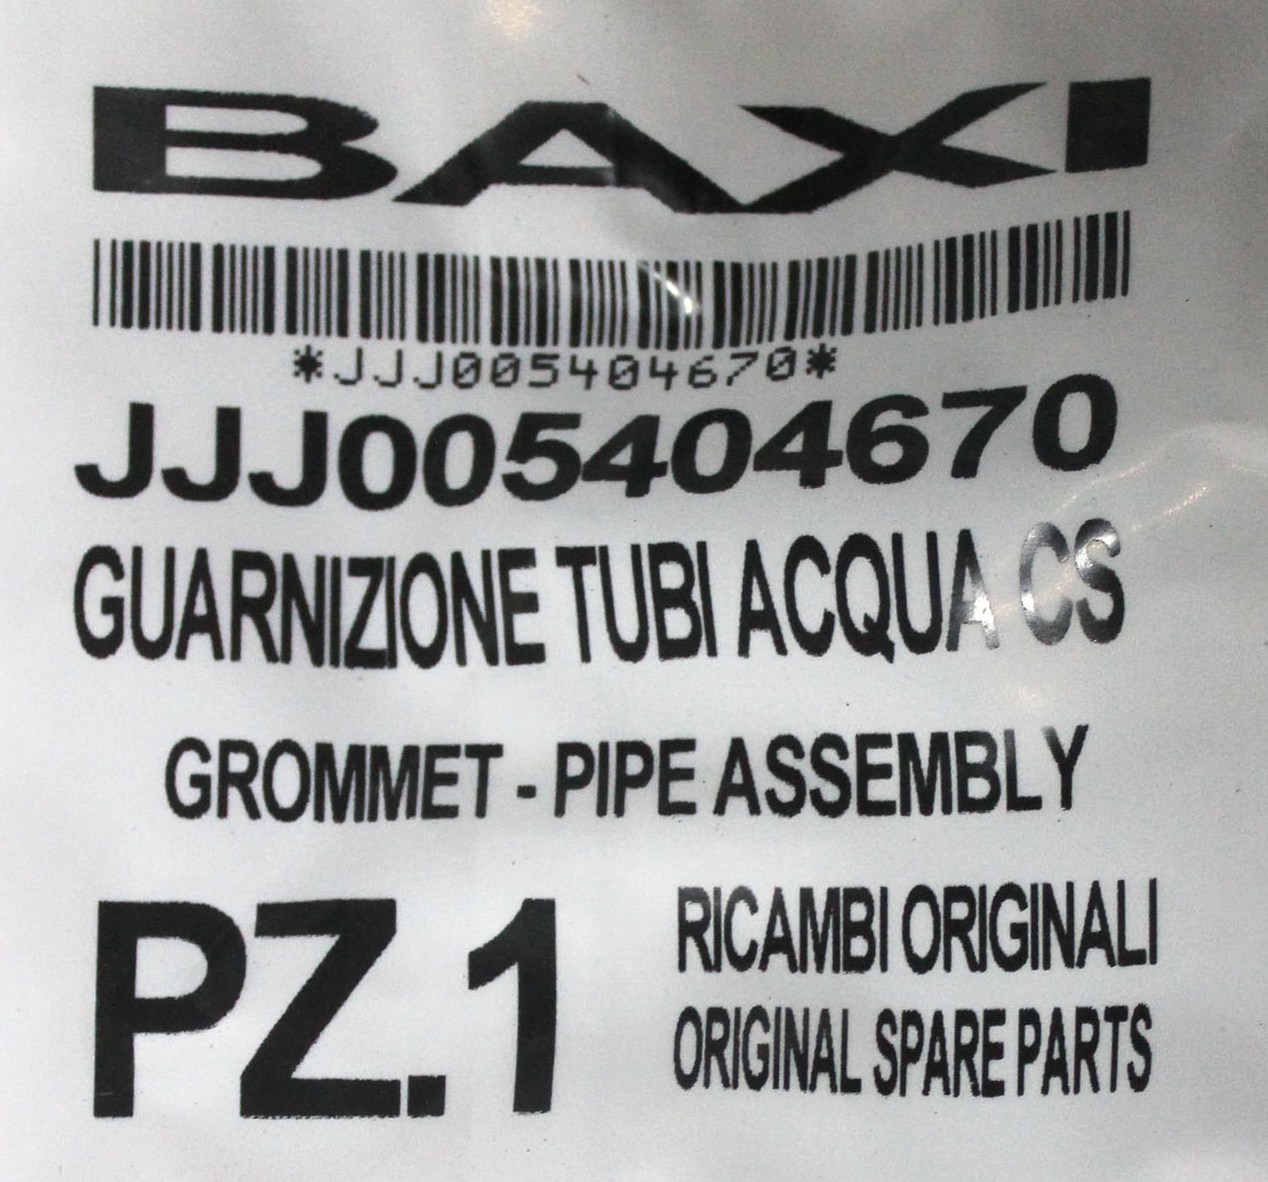 BAXI
*JJJ005404670*
JJJ005404670
GUARNIZIONE TUBI ACQUA CS
GROMMET - PIPE ASSEMBLY
PZ.1
RICAMBI ORIGINALI
ORIGINAL SPARE PARTS